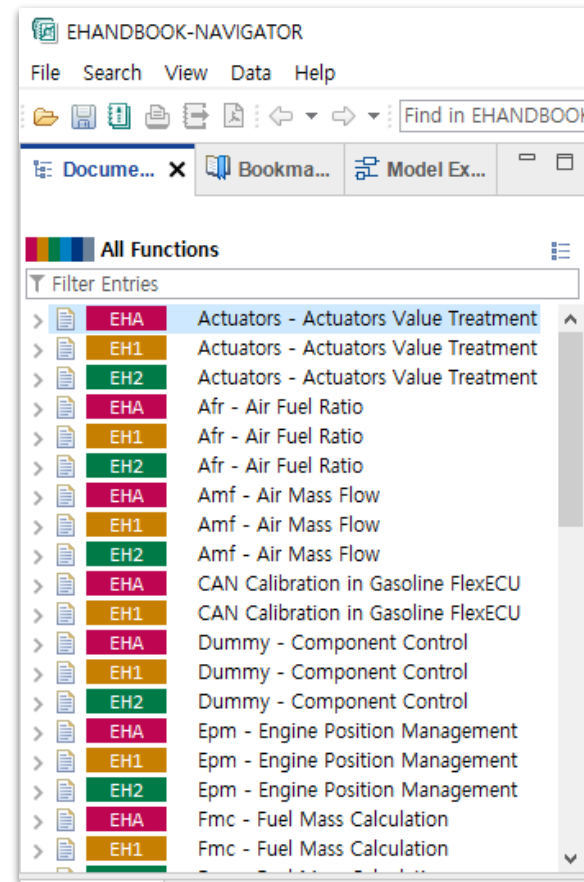 EHANDBOOK-NAVIGATOR
File Search View Data Help
Find in EHANDBOOK
Docume... Bookma... Model Ex...
All Functions
Filter Entries
EHA Actuators - Actuators Value Treatment
EH1 Actuators - Actuators Value Treatment
EH2 Actuators - Actuators Value Treatment
EHA Afr - Air Fuel Ratio
EH1 Afr - Air Fuel Ratio
EH2 Afr - Air Fuel Ratio
EHA Amf - Air Mass Flow
EH1 Amf - Air Mass Flow
EH2 Amf - Air Mass Flow
EHA CAN Calibration in Gasoline FlexECU
EH1 CAN Calibration in Gasoline FlexECU
EHA Dummy - Component Control
EH1 Dummy - Component Control
EH2 Dummy - Component Control
EHA Epm - Engine Position Management
EH1 Epm - Engine Position Management
EH2 Epm - Engine Position Management
EHA Fmc - Fuel Mass Calculation
EH1 Fmc - Fuel Mass Calculation